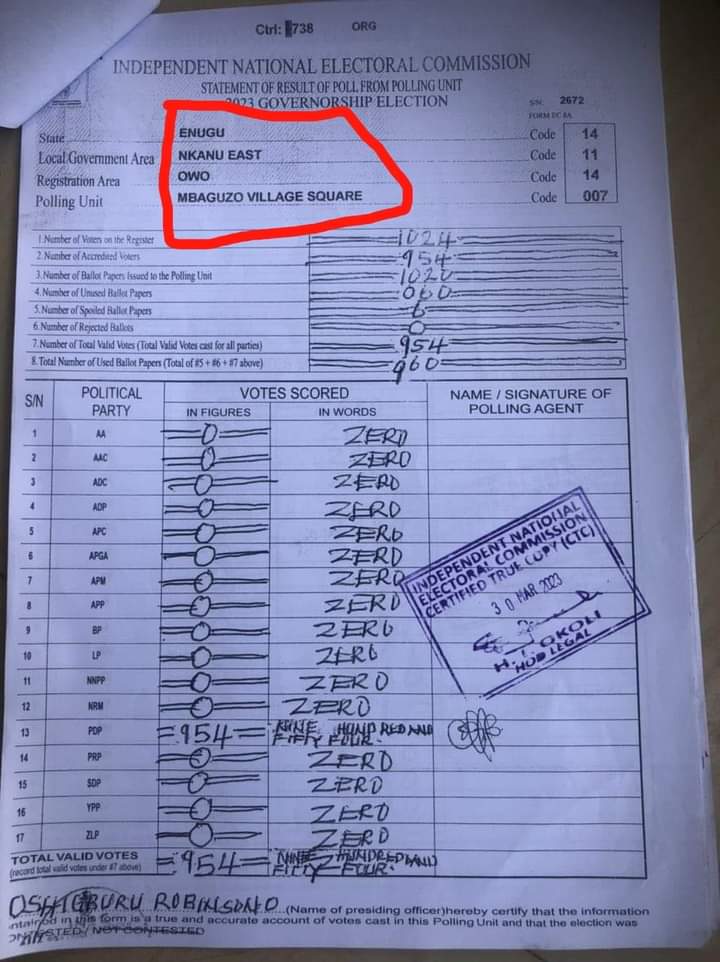 Ctrl: 738 ORG
INDEPENDENT NATIONAL ELECTORAL COMMISSION
STATEMENT OF RESULT OF POLL FROM POLLING UNIT
2023 GOVERNORSHIP ELECTION
S/N: 2672
FORM EC 8A
State ENUGU Code 14
Local Government Area NKANU EAST Code 11
Registration Area OWO Code 14
Polling Unit MBAGUZO VILLAGE SQUARE Code 007
1. Number of Voters on the Register 1024
2. Number of Accredited Voters 954
3. Number of Ballot Papers Issued to the Polling Unit 1020
4. Number of Unused Ballot Papers 060
5. Number of Spoiled Ballot Papers 6
6. Number of Rejected Ballots 0
7. Number of Total Valid Votes (Total Valid Votes cast for all parties) 954
8. Total Number of Used Ballot Papers (Total of #5 + #6 + #7 above) 960
S/N POLITICAL PARTY VOTES SCORED NAME / SIGNATURE OF POLLING AGENT
IN FIGURES IN WORDS
1 AA 0 ZERO
2 AAC 0 ZERO
3 ADC 0 ZERO
4 ADP 0 ZERO
5 APC 0 ZERO
6 APGA 0 ZERO
7 APM 0 ZERO
8 APP 0 ZERO
9 BP 0 ZERO
10 LP 0 ZERO
11 NNPP 0 ZERO
12 NRM 0 ZERO
13 PDP =954= NINE HUNDRED AND FIFTY FOUR.
14 PRP 0 ZERO
15 SDP 0 ZERO
16 YPP 0 ZERO
17 ZLP 0 ZERO
TOTAL VALID VOTES =954= NINE HUNDRED AND FIFTY FOUR.
(record total valid votes under #7 above)
INDEPENDENT NATIONAL
ELECTORAL COMMISSION
CERTIFIED TRUE COPY (CTC)
30 MAR 2023
H. T. OKOLI
HOD LEGAL
ROBINSON O (Name of presiding officer)hereby certify that the information
ntained in this form is a true and accurate account of votes cast in this Polling Unit and that the election was
CONTESTED/ NOT CONTESTED